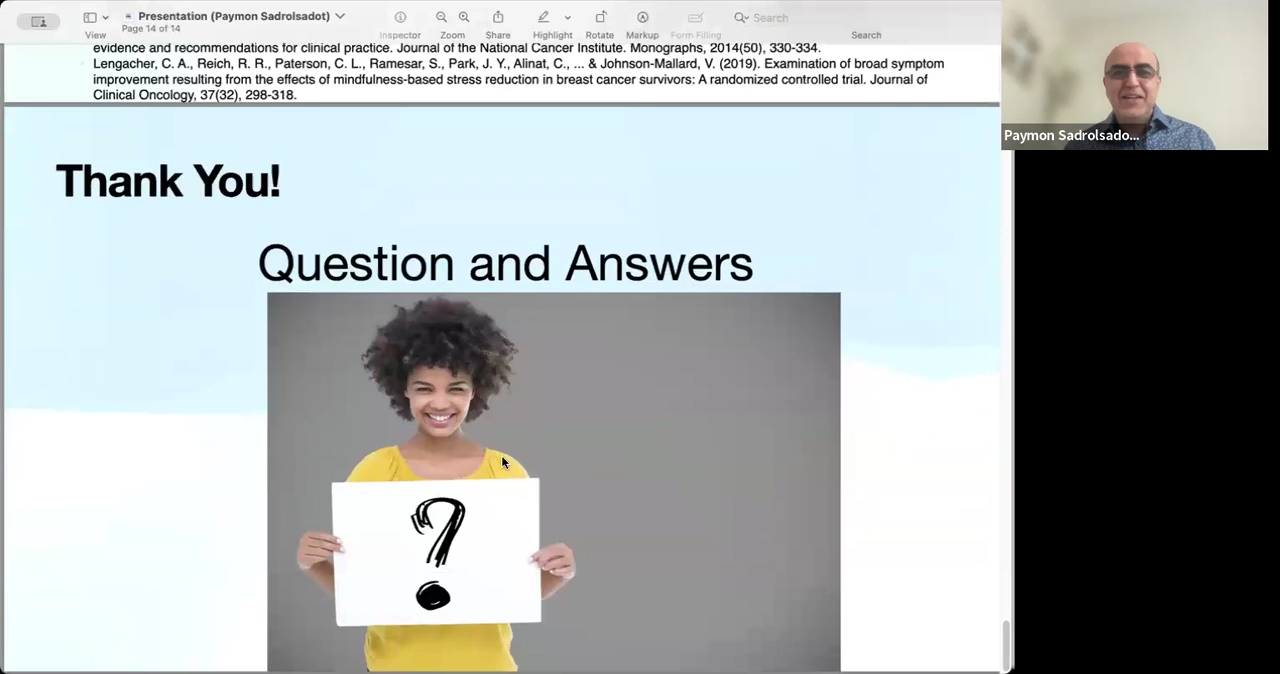 Presentation (Paymon Sadrolsadot)
Page 14 of 14
View
Inspector
Zoom
Share
Highlight
Rotate
Markup
Form Filling
Search
Search
evidence and recommendations for clinical practice. Journal of the National Cancer Institute. Monographs, 2014(50), 330-334.
Lengacher, C. A., Reich, R. R., Paterson, C. L., Ramesar, S., Park, J. Y., Alinat, C., ... & Johnson-Mallard, V. (2019). Examination of broad symptom
improvement resulting from the effects of mindfulness-based stress reduction in breast cancer survivors: A randomized controlled trial. Journal of
Clinical Oncology, 37(32), 298-318.
Paymon Sadrolsado...
Thank You!
Question and Answers
?